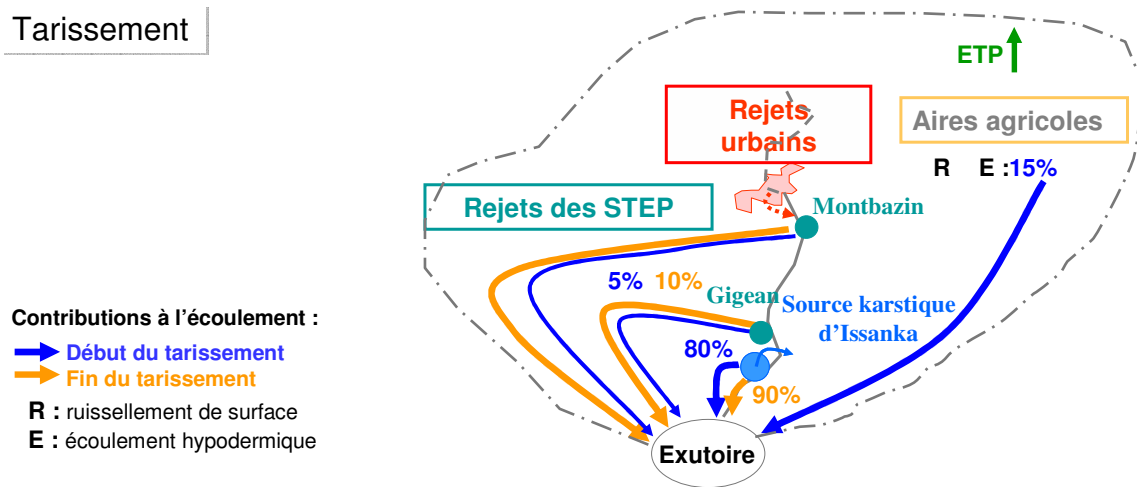 Tarissement
ETP
Rejets
urbains
Aires agricoles
R E :15%
Rejets des STEP
Montbazin
5% 10%
Gigean
Source karstique
d'Issanka
80%
90%
Contributions à l'écoulement :
Début du tarissement
Fin du tarissement
R : ruissellement de surface
E : écoulement hypodermique
Exutoire